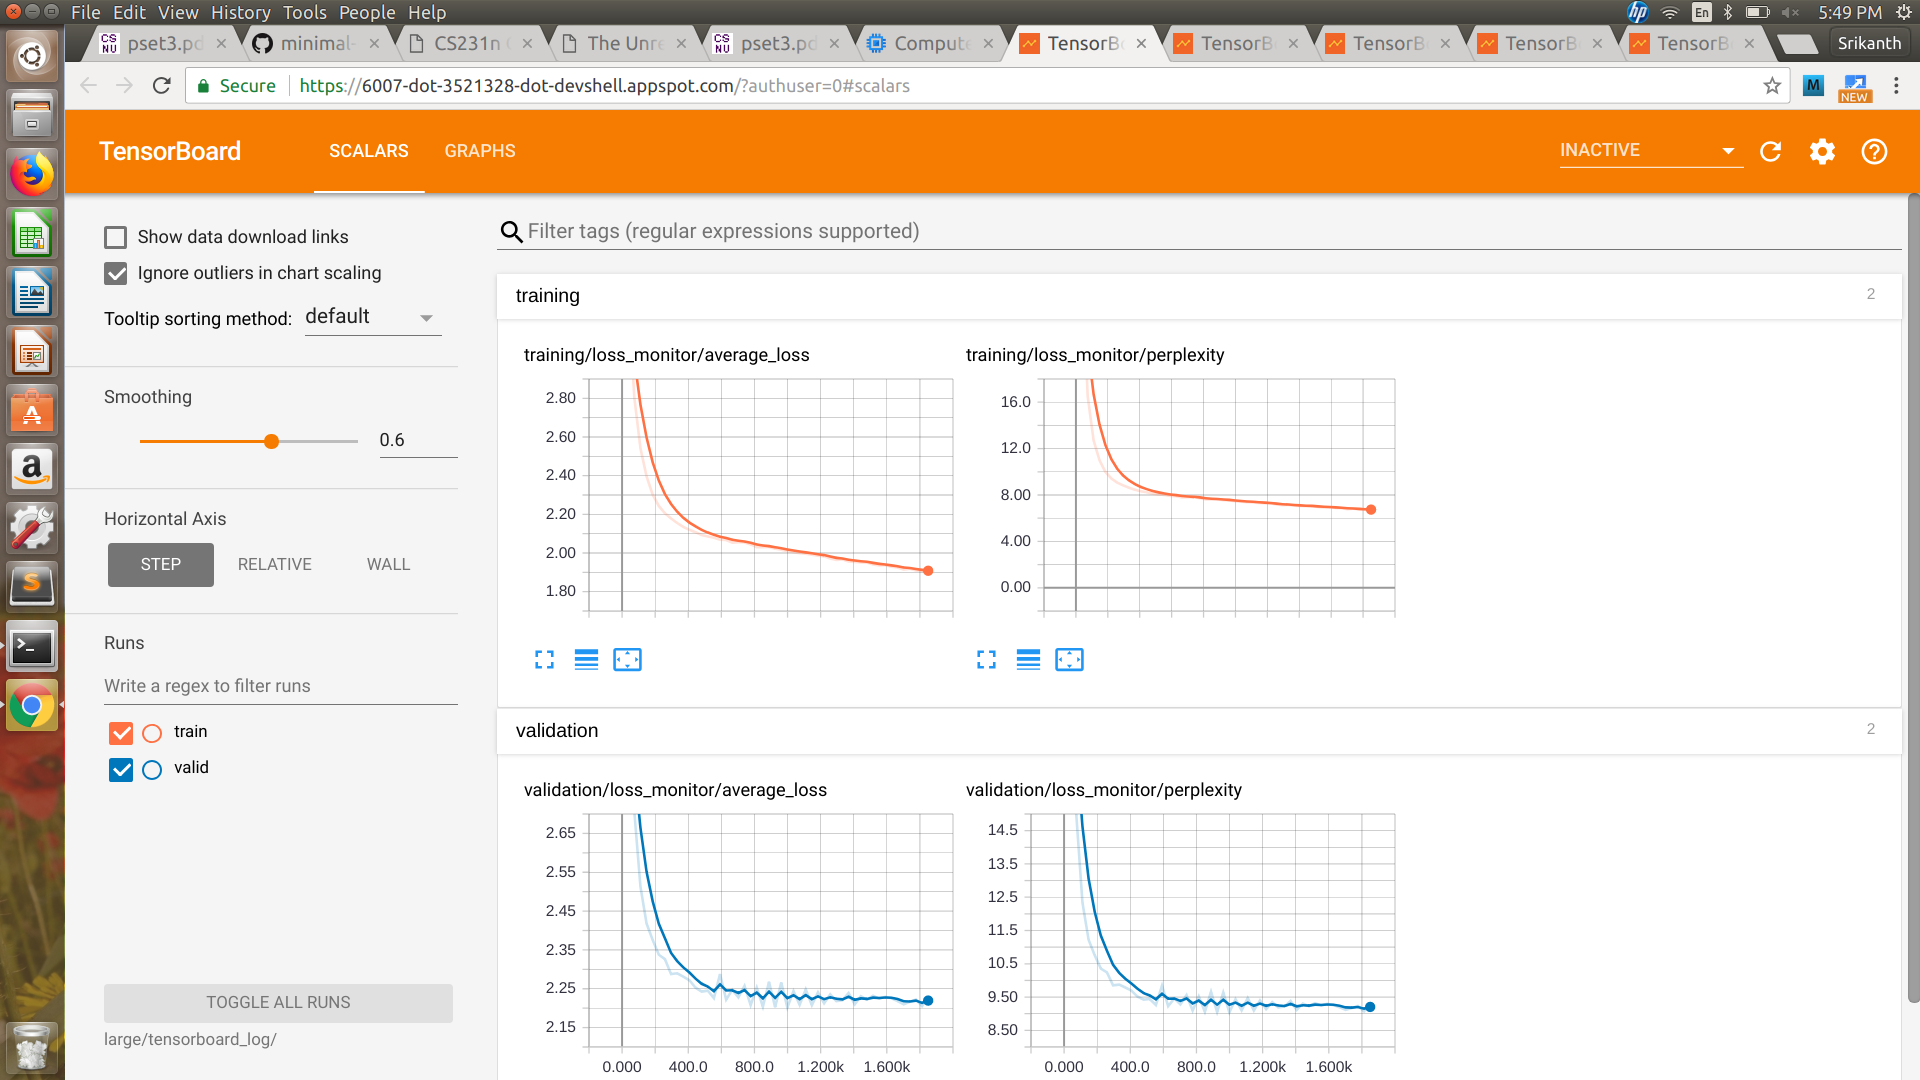 File Edit View History Tools People Help
En
5:49 PM
CS NU pset3.pd
minimal-
CS231n
The Unre
CS NU pset3.pd
Compute
TensorBo
TensorB
TensorB
TensorB
TensorB
Srikanth
Secure https://6007-dot-3521328-dot-devshell.appspot.com/?authuser=0#scalars
M
NEW
TensorBoard
SCALARS
GRAPHS
INACTIVE
Show data download links
Ignore outliers in chart scaling
Tooltip sorting method: default
Smoothing
0.6
Horizontal Axis
STEP RELATIVE WALL
Runs
Write a regex to filter runs
train
valid
TOGGLE ALL RUNS
large/tensorboard_log/
Filter tags (regular expressions supported)
training
2
training/loss_monitor/average_loss
2.80
2.60
2.40
2.20
2.00
1.80
training/loss_monitor/perplexity
16.0
12.0
8.00
4.00
0.00
validation
2
validation/loss_monitor/average_loss
2.65
2.55
2.45
2.35
2.25
2.15
0.000 400.0 800.0 1.200k 1.600k
validation/loss_monitor/perplexity
14.5
13.5
12.5
11.5
10.5
9.50
8.50
0.000 400.0 800.0 1.200k 1.600k